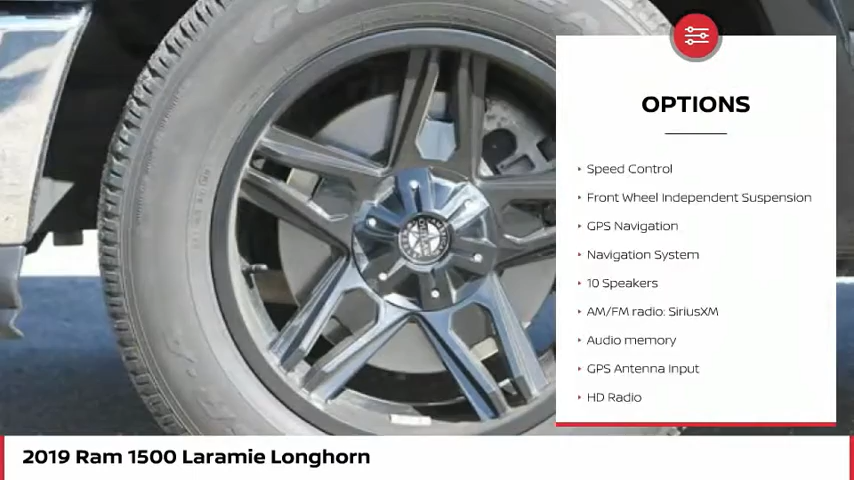 OPTIONS
Speed Control
Front Wheel Independent Suspension
GPS Navigation
Navigation System
10 Speakers
AM/FM radio: SiriusXM
Audio memory
GPS Antenna Input
HD Radio
2019 Ram 1500 Laramie Longhorn